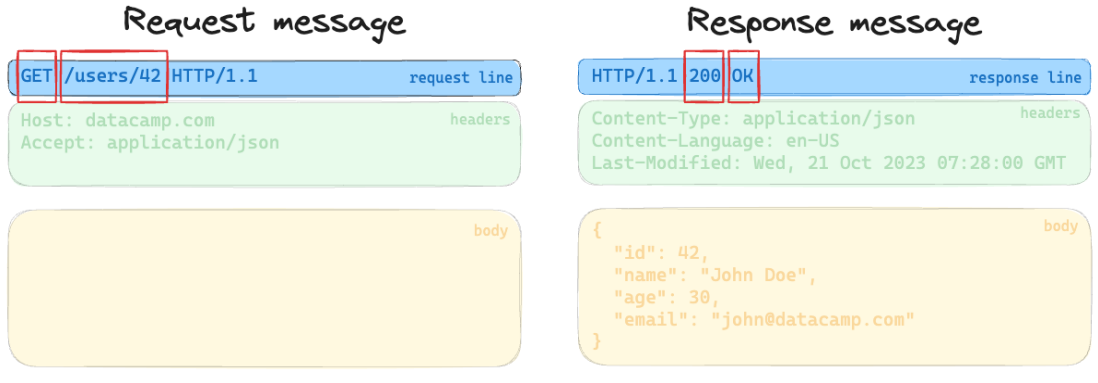 Request message
GET /users/42 HTTP/1.1 request line
Host: datacamp.com headers
Accept: application/json
body
Response message
HTTP/1.1 200 OK response line
Content-Type: application/json headers
Content-Language: en-US
Last-Modified: Wed, 21 Oct 2023 07:28:00 GMT
{ body
"id": 42,
"name": "John Doe",
"age": 30,
"email": "john@datacamp.com"
}